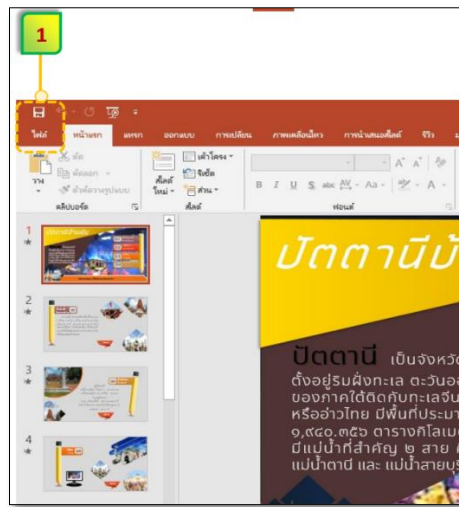 1
ไฟล์ หน้าแรก แทรก ออกแบบ การเปลี่ยน ภาพเคลื่อนไหว การนำเสนอสไลด์ รีวิว
วาง
ตัด
คัดลอก
ตัวคัดวางรูปแบบ
คลิปบอร์ด
สไลด์
ใหม่
เค้าโครง
รีเซ็ต
ส่วน
สไลด์
B I U S abc AV Aa A
ฟอนต์
1
2
3
4
ปัตตานีบ้
ปัตตานี เป็นจังหวั
ตั้งอยู่ริมฝั่งทะเล ตะวันออ
ของภาคใต้ติดกับทะเลจีน
หรืออ่าวไทย มีพื้นที่ประมา
๑,๙๔๐.๓๕๖ ตารางกิโลเม
มีแม่น้ำที่สำคัญ ๒ สาย
แม่น้ำตานี และ แม่น้ำสายบุรี